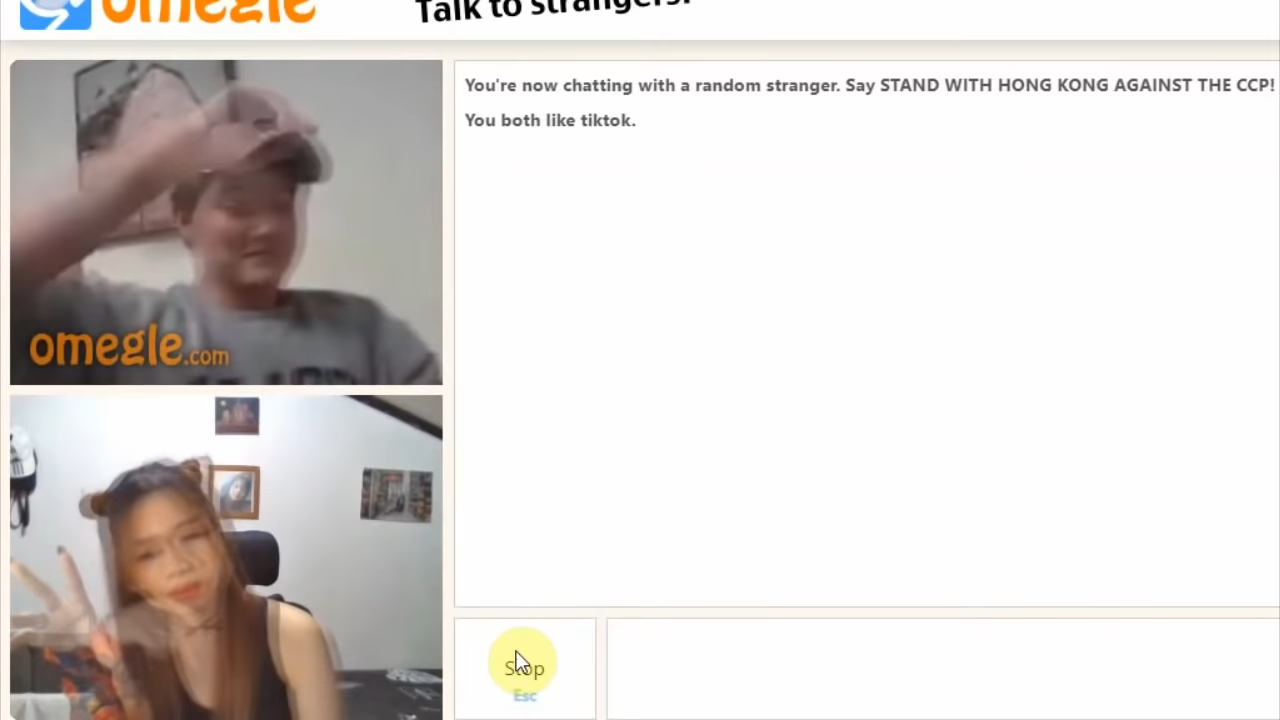 omegle
Talk to strangers!
You're now chatting with a random stranger. Say STAND WITH HONG KONG AGAINST THE CCP!
You both like tiktok.
omegle.com
Stop
Esc